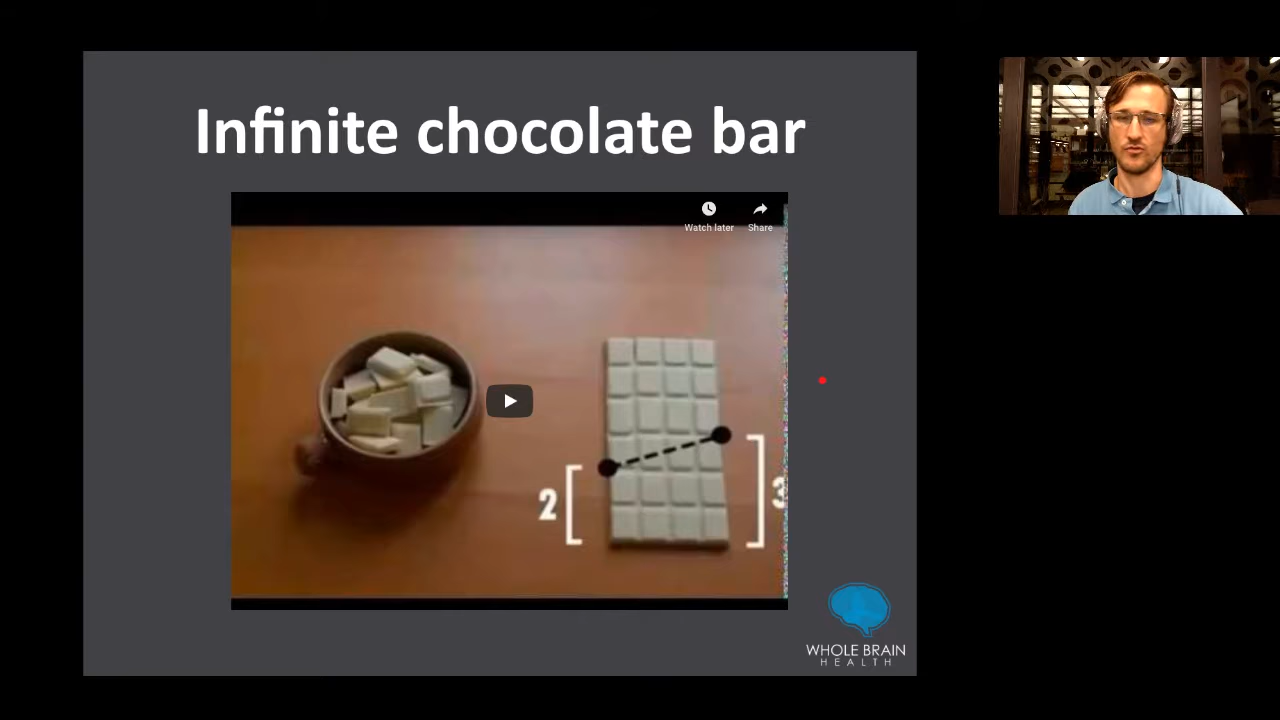 Infinite chocolate bar
Watch later
Share
2
3
WHOLE BRAIN
HEALTH